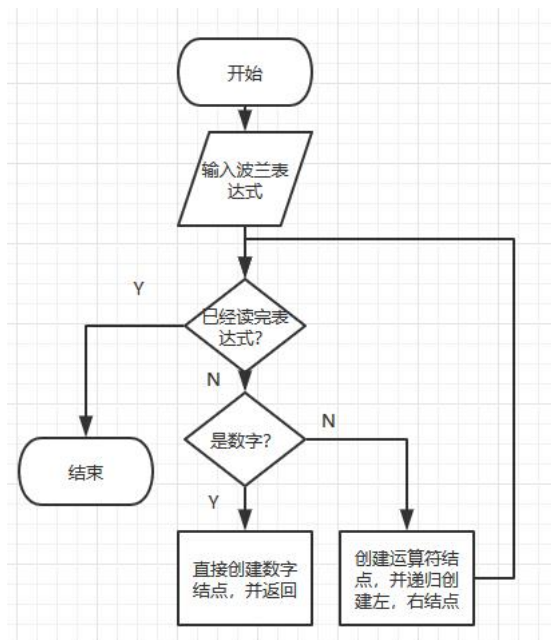 开始
输入波兰表
达式
Y
已经读完表
达式？
N
是数字？
N
结束
Y
直接创建数字
结点，并返回
创建运算符结
点，并递归创
建左，右结点